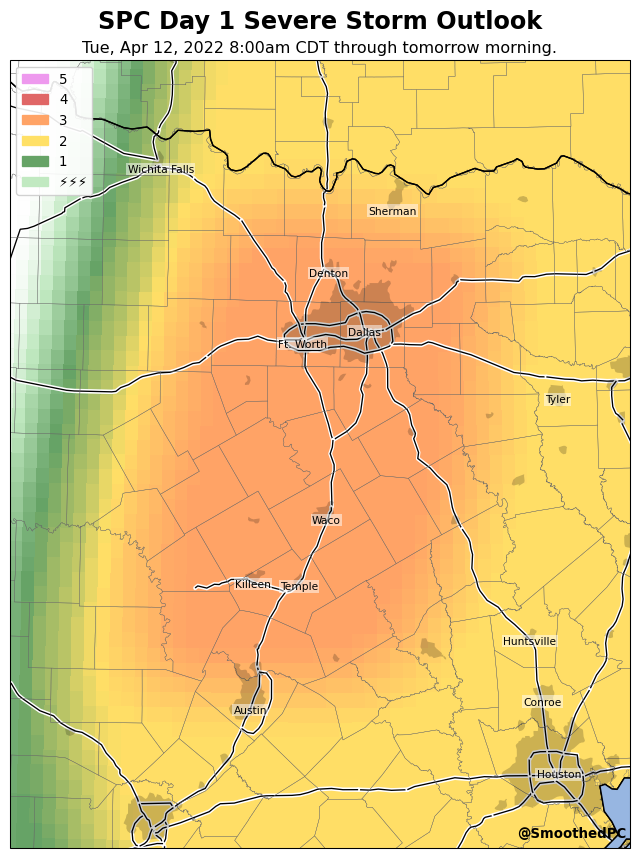 SPC Day 1 Severe Storm Outlook
Tue, Apr 12, 2022 8:00am CDT through tomorrow morning.
5
4
3
2
1
⚡⚡⚡
Wichita Falls
Sherman
Denton
Dallas
Ft. Worth
Tyler
Waco
Killeen
Temple
Huntsville
Conroe
Austin
Houston
@SmoothedPC